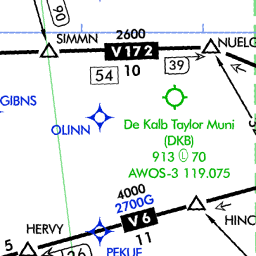 90
SIMMN
2600
V172
NUELG
54
10
39
GIBNS
OLINN
De Kalb Taylor Muni
(DKB)
913 Ⓛ 70
AWOS-3 119.075
4000
2700G
V6
HERVY
HINC
5
26
PEKUE
11